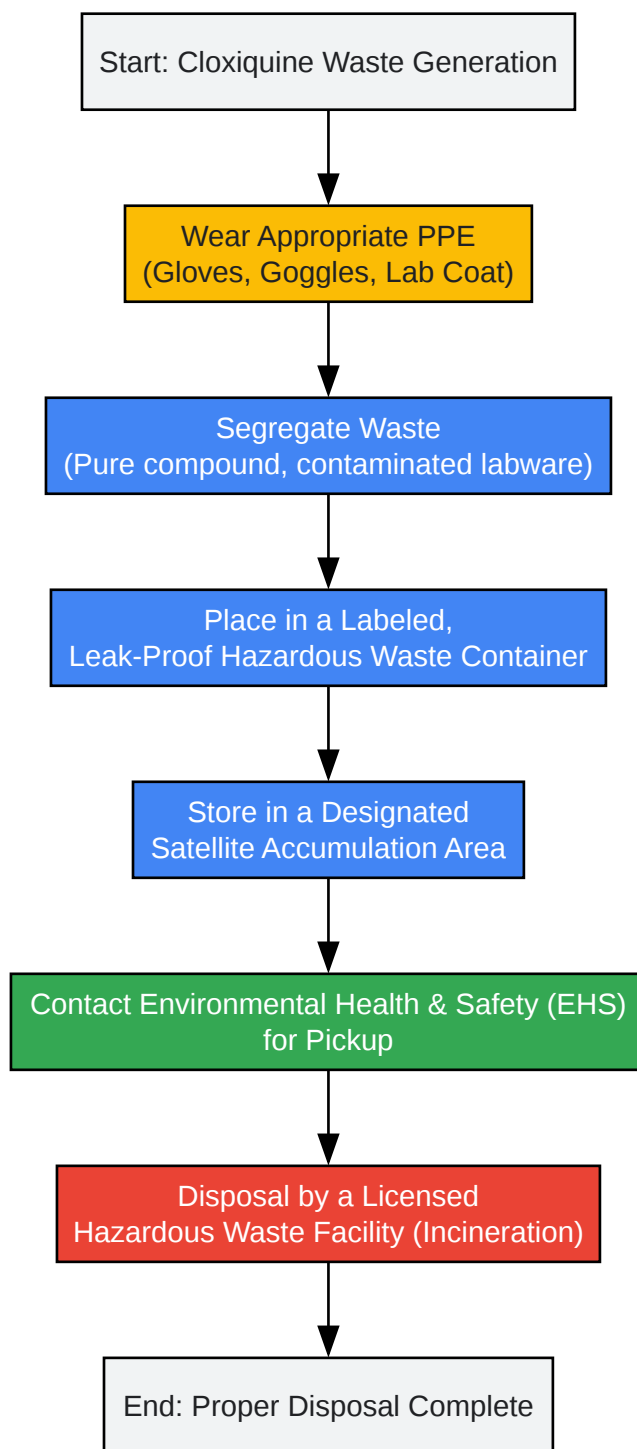 Start: Cloxiquine Waste Generation
Wear Appropriate PPE
(Gloves, Goggles, Lab Coat)
Segregate Waste
(Pure compound, contaminated labware)
Place in a Labeled,
Leak-Proof Hazardous Waste Container
Store in a Designated
Satellite Accumulation Area
Contact Environmental Health & Safety (EHS)
for Pickup
Disposal by a Licensed
Hazardous Waste Facility (Incineration)
End: Proper Disposal Complete